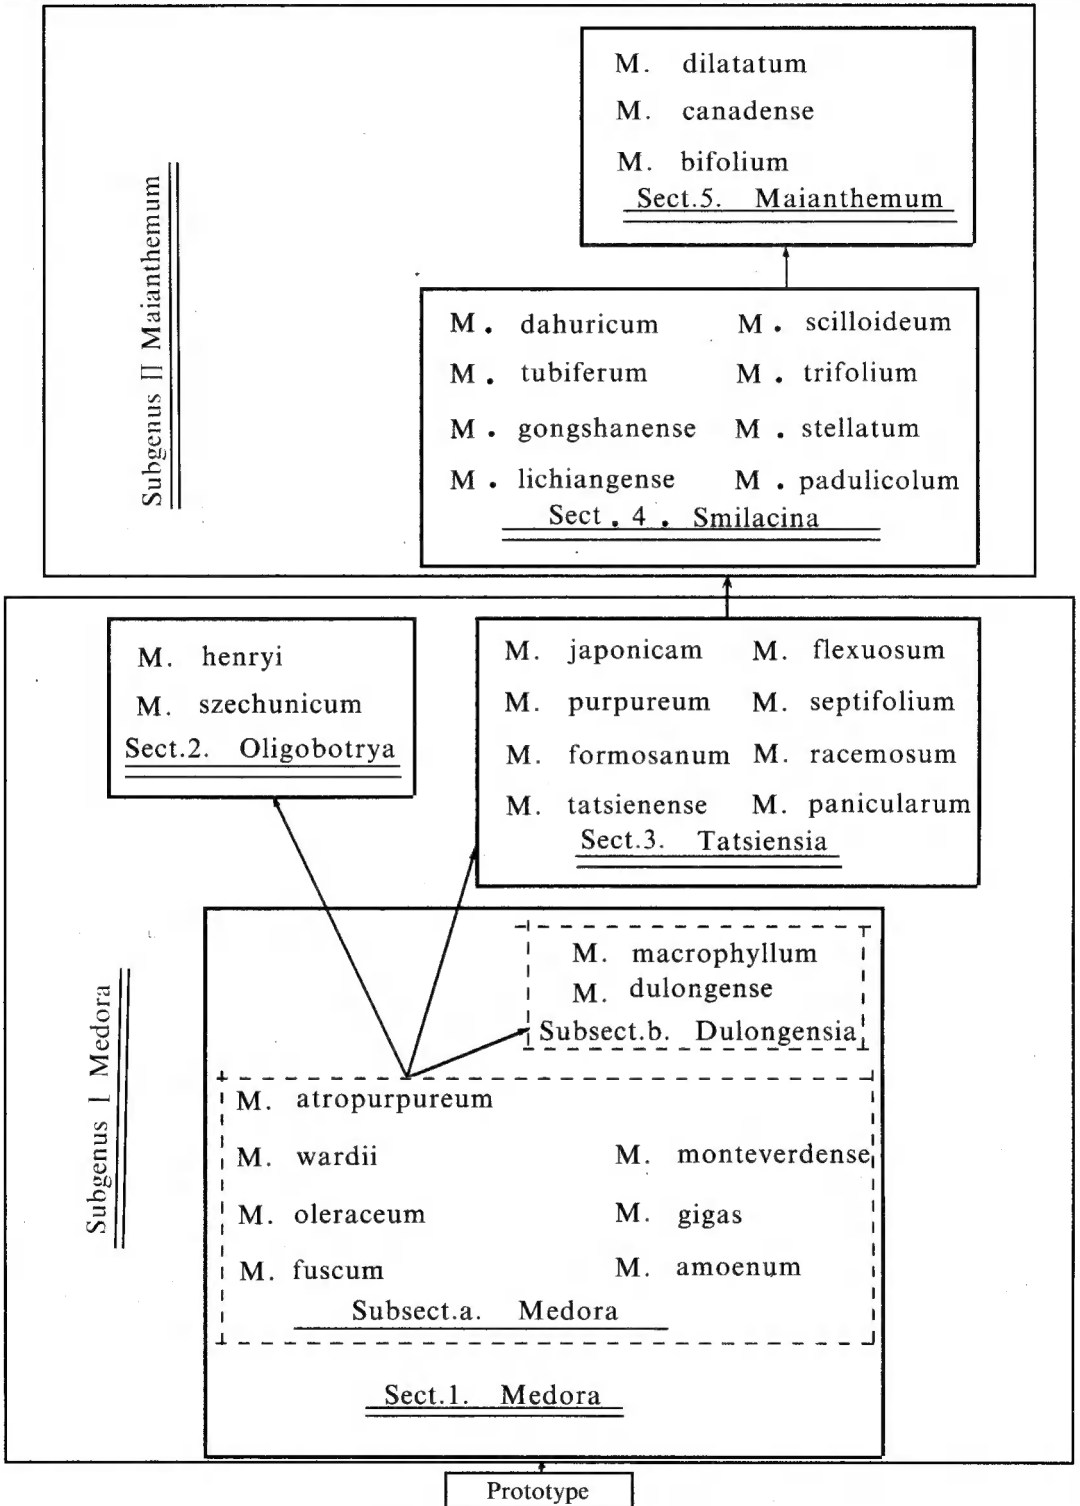 M. dilatatum
M. canadense
M. bifolium
Sect.5. Maianthemum
Subgenus II Maianthemum
M. dahuricum M. scilloideum
M. tubiferum M. trifolium
M. gongshanense M. stellatum
M. lichiangense M. padulicolum
Sect. 4. Smilacina
M. henryi
M. szechunicum
Sect.2. Oligobotrya
M. japonicam M. flexuosum
M. purpureum M. septifolium
M. formosanum M. racemosum
M. tatsienense M. panicularum
Sect.3. Tatsiensia
Subgenus I Medora
M. macrophyllum
M. dulongense
Subsect.b. Dulongensia
M. atropurpureum
M. wardii M. monteverdense
M. oleraceum M. gigas
M. fuscum M. amoenum
Subsect.a. Medora
Sect.1. Medora
Prototype